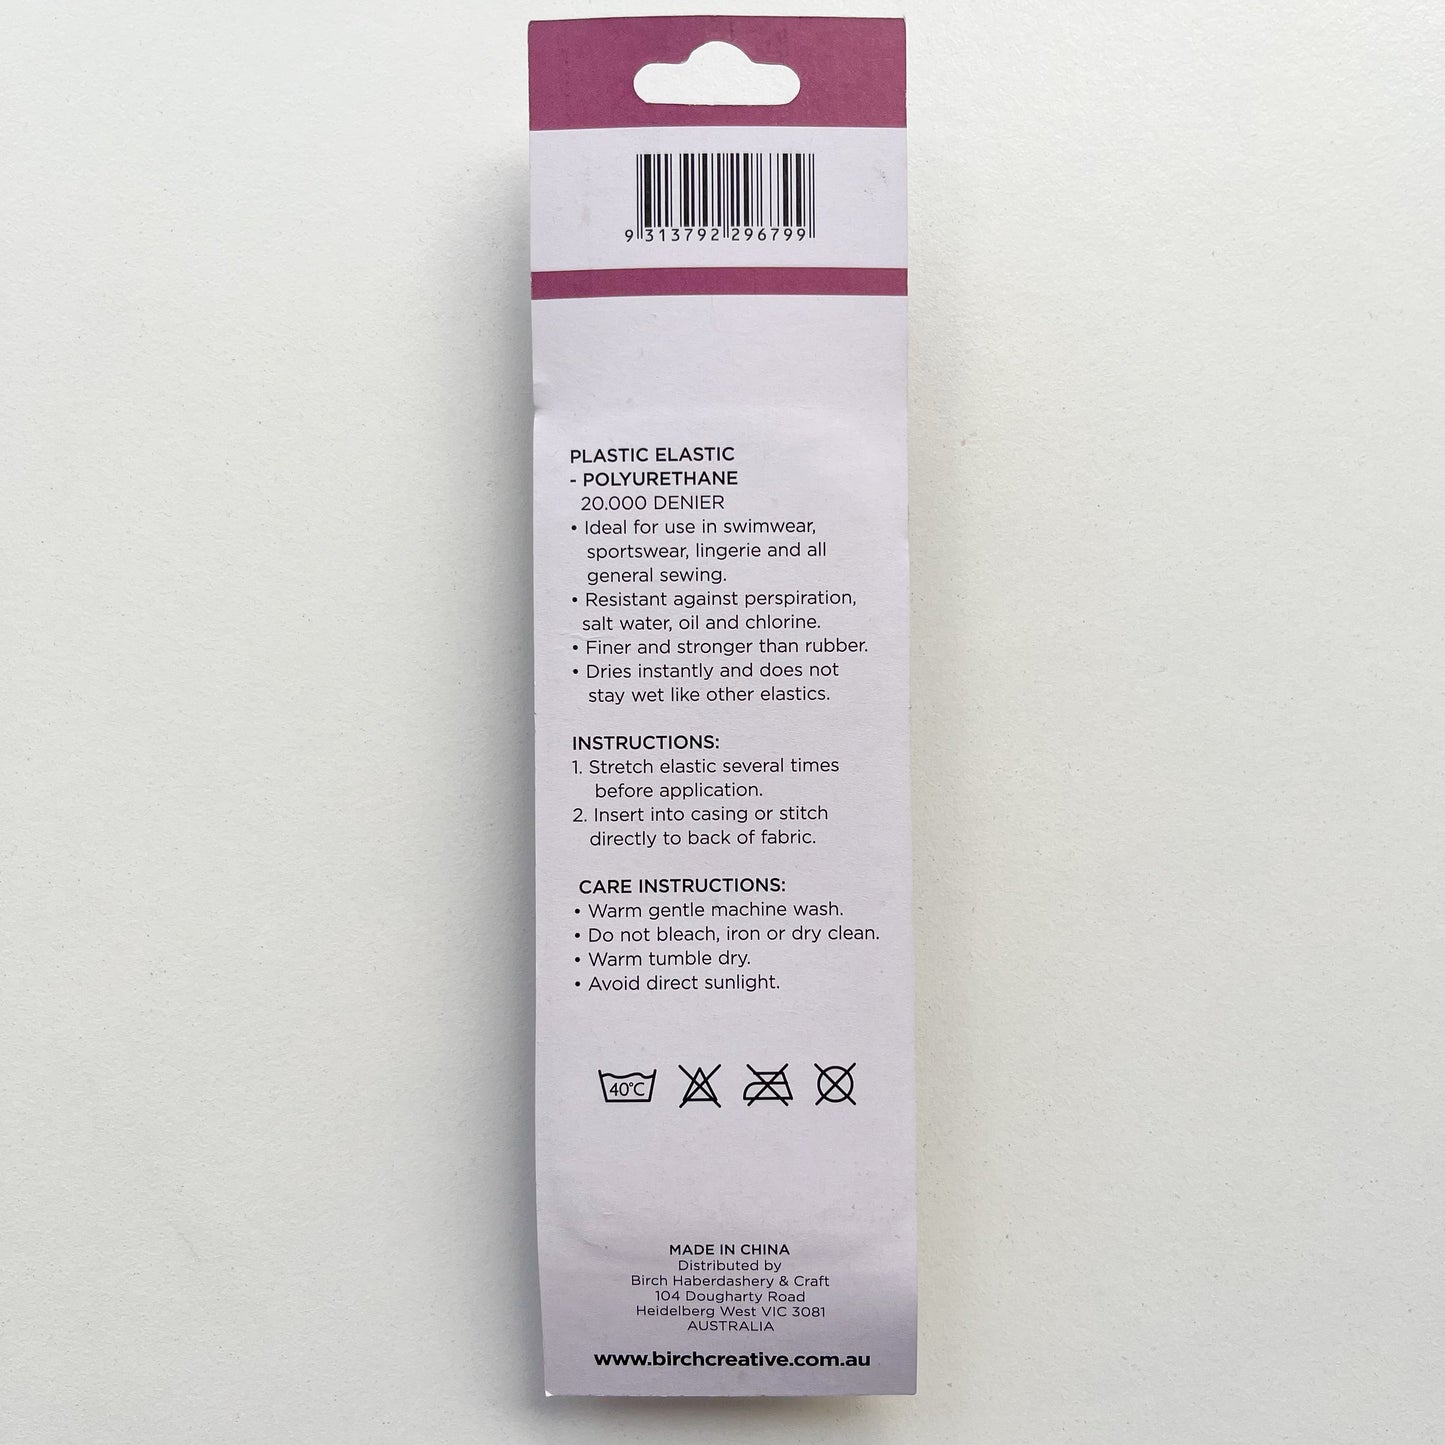 9 313792 296799
PLASTIC ELASTIC
- POLYURETHANE
20.000 DENIER
• Ideal for use in swimwear,
sportswear, lingerie and all
general sewing.
• Resistant against perspiration,
salt water, oil and chlorine.
• Finer and stronger than rubber.
• Dries instantly and does not
stay wet like other elastics.
INSTRUCTIONS:
1. Stretch elastic several times
before application.
2. Insert into casing or stitch
directly to back of fabric.
CARE INSTRUCTIONS:
• Warm gentle machine wash.
• Do not bleach, iron or dry clean.
• Warm tumble dry.
• Avoid direct sunlight.
40°C
MADE IN CHINA
Distributed by
Birch Haberdashery & Craft
104 Dougharty Road
Heidelberg West VIC 3081
AUSTRALIA
www.birchcreative.com.au